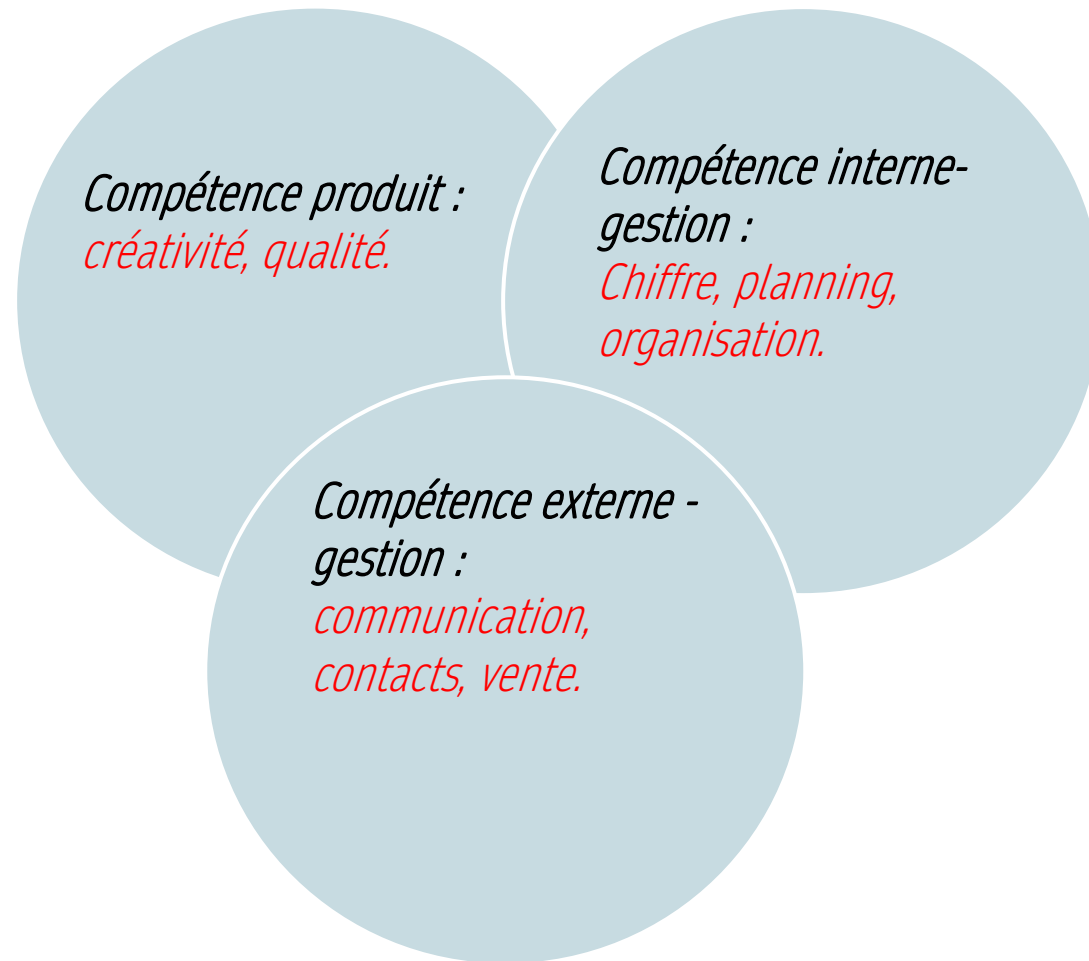 Compétence produit :
créativité, qualité.
Compétence interne-
gestion :
Chiffre, planning,
organisation.
Compétence externe -
gestion :
communication,
contacts, vente.